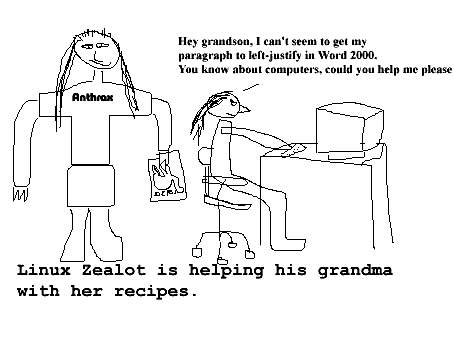 Hey grandson, I can't seem to get my
paragraph to left-justify in Word 2000.
You know about computers, could you help me please
Anthrax
Linux Zealot is helping his grandma
with her recipes.